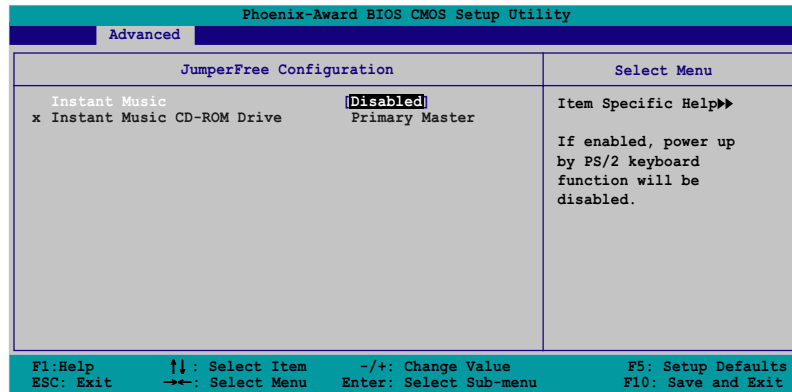 Phoenix-Award BIOS CMOS Setup Utility
Advanced
JumperFree Configuration
Select Menu
Instant Music [Disabled]
x Instant Music CD-ROM Drive Primary Master
Item Specific Help▶▶
If enabled, power up
by PS/2 keyboard
function will be
disabled.
F1:Help ↑↓: Select Item -/+: Change Value F5: Setup Defaults
ESC: Exit →←: Select Menu Enter: Select Sub-menu F10: Save and Exit